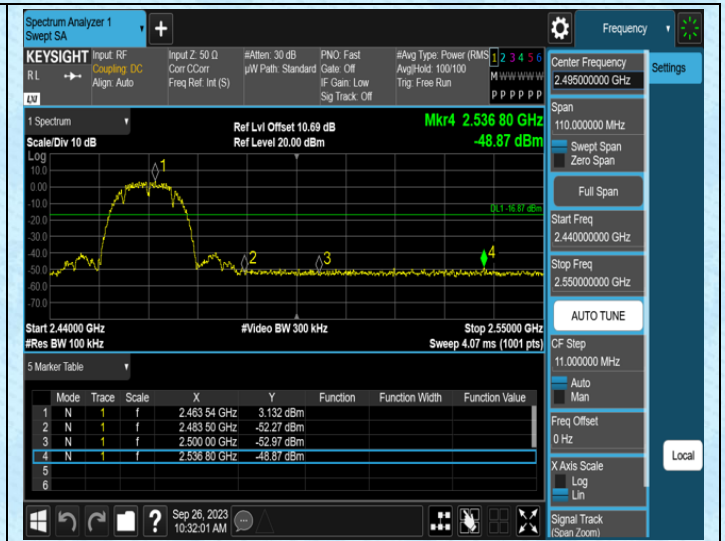 Spectrum Analyzer 1
Swept SA
Frequency
KEYSIGHT
RL
LXI
Input: RF
Coupling: DC
Align: Auto
Input Z: 50 Ω
Corr CCorr
Freq Ref: Int (S)
#Atten: 30 dB
µW Path: Standard
PNO: Fast
Gate: Off
IF Gain: Low
Sig Track: Off
#Avg Type: Power (RMS
Avg|Hold: 100/100
Trig: Free Run
1 2 3 4 5 6
M W W W W W
P P P P P P
1 Spectrum
Scale/Div 10 dB
Ref Lvl Offset 10.69 dB
Ref Level 20.00 dBm
Mkr4 2.536 80 GHz
-48.87 dBm
Log
10.0
0.00
-10.0
-20.0
-30.0
-40.0
-50.0
-60.0
-70.0
1
2
3
4
DL1 -16.87 dBm
Start 2.44000 GHz
#Video BW 300 kHz
Stop 2.55000 GHz
#Res BW 100 kHz
Sweep 4.07 ms (1001 pts)
5 Marker Table
Mode Trace Scale X Y Function Function Width Function Value
1 N 1 f 2.463 54 GHz 3.132 dBm
2 N 1 f 2.483 50 GHz -52.27 dBm
3 N 1 f 2.500 00 GHz -52.97 dBm
4 N 1 f 2.536 80 GHz -48.87 dBm
5
6
?
Sep 26, 2023
10:32:01 AM
Center Frequency
2.495000000 GHz
Span
110.000000 MHz
Swept Span
Zero Span
Full Span
Start Freq
2.440000000 GHz
Stop Freq
2.550000000 GHz
AUTO TUNE
CF Step
11.000000 MHz
Auto
Man
Freq Offset
0 Hz
X Axis Scale
Log
Lin
Signal Track
(Span Zoom)
Settings
Local